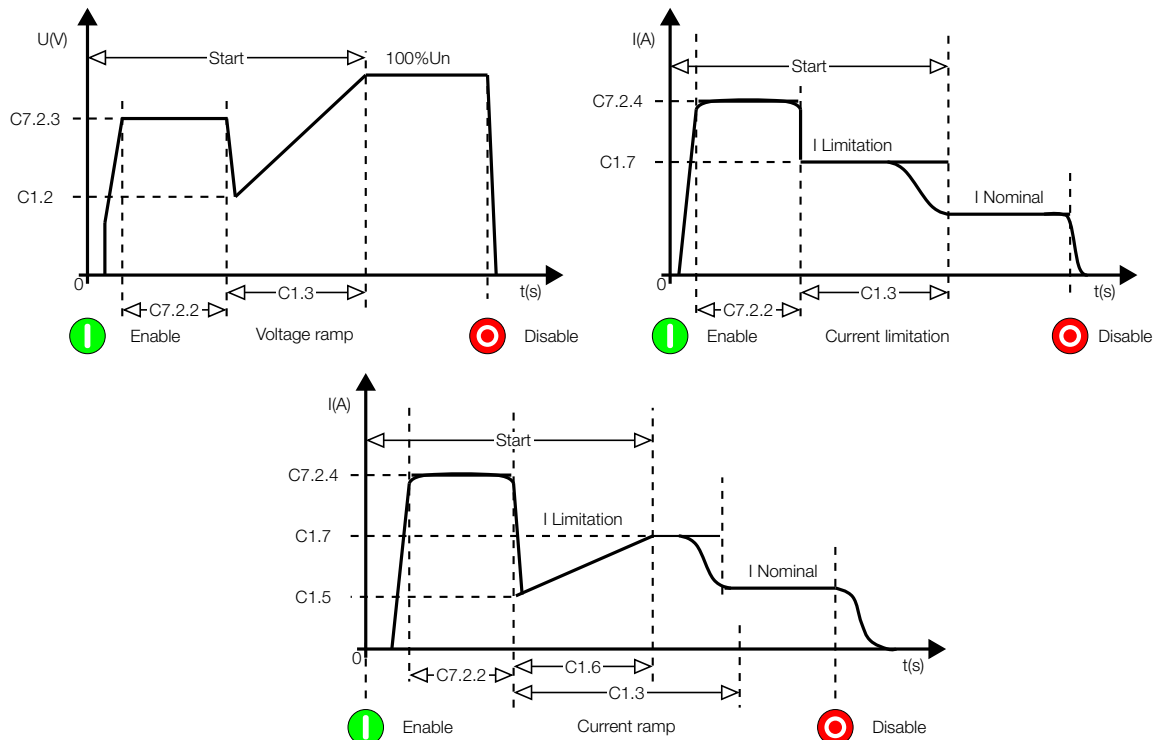 U(V)
Start
100%Un
C7.2.3
C1.2
0
C1.3
t(s)
C7.2.2
Enable
Voltage ramp
Disable
I(A)
Start
C7.2.4
I Limitation
C1.7
I Nominal
0
C1.3
t(s)
C7.2.2
Enable
Current limitation
Disable
I(A)
Start
C7.2.4
I Limitation
C1.7
I Nominal
C1.5
0
C7.2.2
C1.6
t(s)
C1.3
Enable
Current ramp
Disable